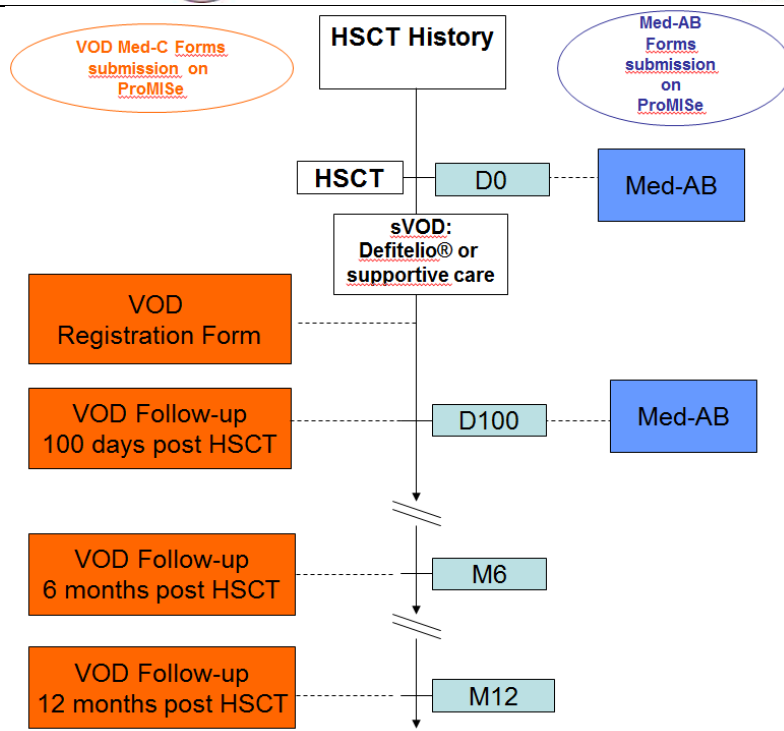 VOD Med-C Forms
submission on
ProMISe
HSCT History
Med-AB
Forms
submission
on
ProMISe
HSCT
D0
Med-AB
sVOD:
Defitelio® or
supportive care
VOD
Registration Form
VOD Follow-up
100 days post HSCT
D100
Med-AB
VOD Follow-up
6 months post HSCT
M6
VOD Follow-up
12 months post HSCT
M12